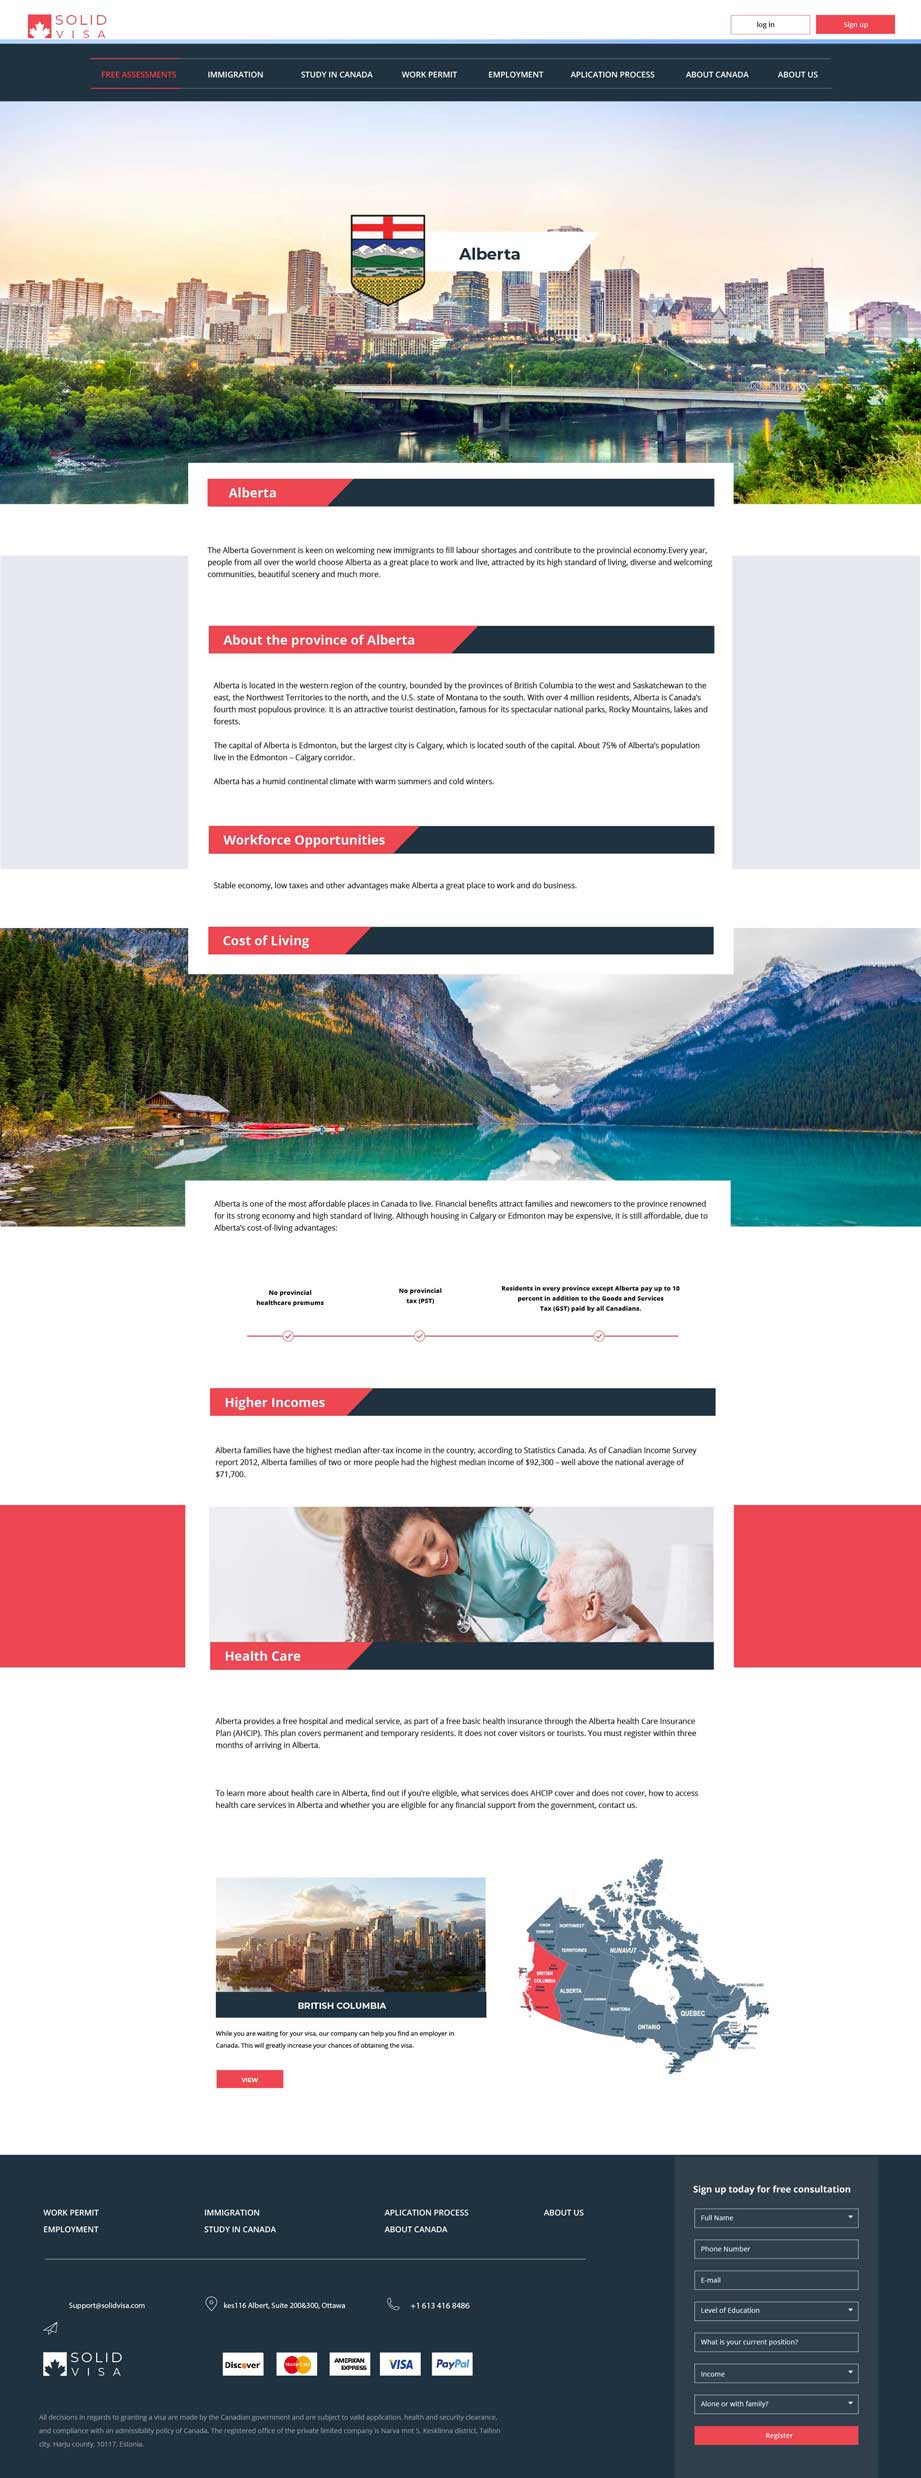 SOLID
VISA
log in
Sign up
FREE ASSESSMENTS
IMMIGRATION
STUDY IN CANADA
WORK PERMIT
EMPLOYMENT
APLICATION PROCESS
ABOUT CANADA
ABOUT US
Alberta
Alberta
The Alberta Government is keen on welcoming new immigrants to fill labour shortages and contribute to the provincial economy.Every year,
people from all over the world choose Alberta as a great place to work and live, attracted by its high standard of living, diverse and welcoming
communities, beautiful scenery and much more.
About the province of Alberta
Alberta is located in the western region of the country, bounded by the provinces of British Columbia to the west and Saskatchewan to the
east, the Northwest Territories to the north, and the U.S. state of Montana to the south. With over 4 million residents, Alberta is Canada's
fourth most populous province. It is an attractive tourist destination, famous for its spectacular national parks, Rocky Mountains, lakes and
forests.
The capital of Alberta is Edmonton, but the largest city is Calgary, which is located south of the capital. About 75% of Alberta's population
live in the Edmonton – Calgary corridor.
Alberta has a humid continental climate with warm summers and cold winters.
Workforce Opportunities
Stable economy, low taxes and other advantages make Alberta a great place to work and do business.
Cost of Living
Alberta is one of the most affordable places in Canada to live. Financial benefits attract families and newcomers to the province renowned
for its strong economy and high standard of living. Although housing in Calgary or Edmonton may be expensive, it is still affordable, due to
Alberta's cost-of-living advantages:
No provincial
healthcare premums
No provincial
tax (PST)
Residents in every province except Alberta pay up to 10
percent in addition to the Goods and Services
Tax (GST) paid by all Canadians.
Higher Incomes
Alberta families have the highest median after-tax income in the country, according to Statistics Canada. As of Canadian Income Survey
report 2012, Alberta families of two or more people had the highest median income of $92,300 – well above the national average of
$71,700.
Health Care
Alberta provides a free hospital and medical service, as part of a free basic health insurance through the Alberta health Care Insurance
Plan (AHCIP). This plan covers permanent and temporary residents. It does not cover visitors or tourists. You must register within three
months of arriving in Alberta.
To learn more about health care in Alberta, find out if you're eligible, what services does AHCIP cover and does not cover, how to access
health care services in Alberta and whether you are eligible for any financial support from the government, contact us.
BRITISH COLUMBIA
While you are waiting for your visa, our company can help you find an employer in
Canada. This will greatly increase your chances of obtaining the visa.
VIEW
YUKON
TERRITORY
NORTHWEST
TERRITORIES
NUNAVUT
BRITISH
COLUMBIA
ALBERTA
SASKATCHEWAN
MANITOBA
ONTARIO
QUEBEC
NEWFOUNDLAND
WORK PERMIT
IMMIGRATION
APLICATION PROCESS
ABOUT US
EMPLOYMENT
STUDY IN CANADA
ABOUT CANADA
Support@solidvisa.com
kes116 Albert, Suite 200&300, Ottawa
+1 613 416 8486
SOLID
VISA
Discover
MasterCard
AMERICAN
EXPRESS
VISA
PayPal
All decisions in regards to granting a visa are made by the Canadian government and are subject to valid application, health and security clearance,
and compliance with an admissibility policy of Canada. The registered office of the private limited company is Narva mnt 5, Kesklinna district, Tallinn
city, Harju county, 10117, Estonia.
Sign up today for free consultation
Full Name
Phone Number
E-mail
Level of Education
What is your current position?
Income
Alone or with family?
Register